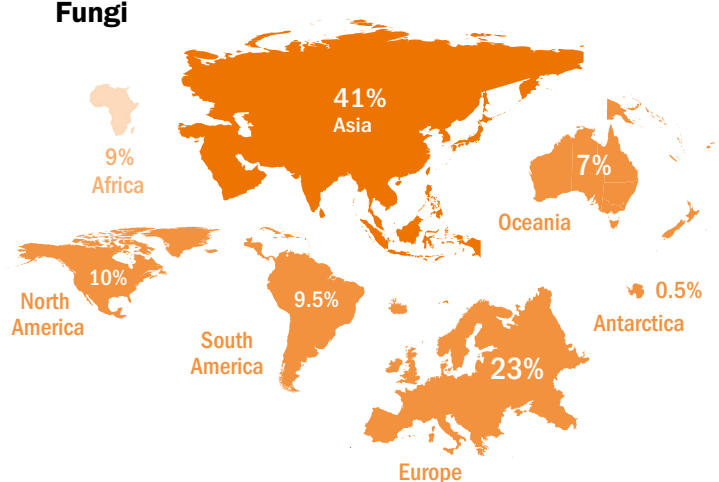 Fungi
41%
Asia
9%
Africa
7%
Oceania
10%
North
America
9.5%
South
America
0.5%
Antarctica
23%
Europe